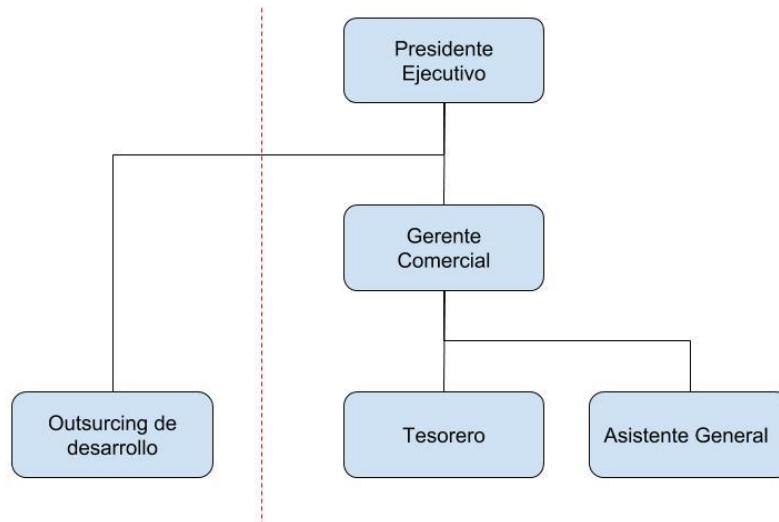 Presidente
Ejecutivo
Gerente
Comercial
Outsurcing de
desarrollo
Tesorero
Asistente General